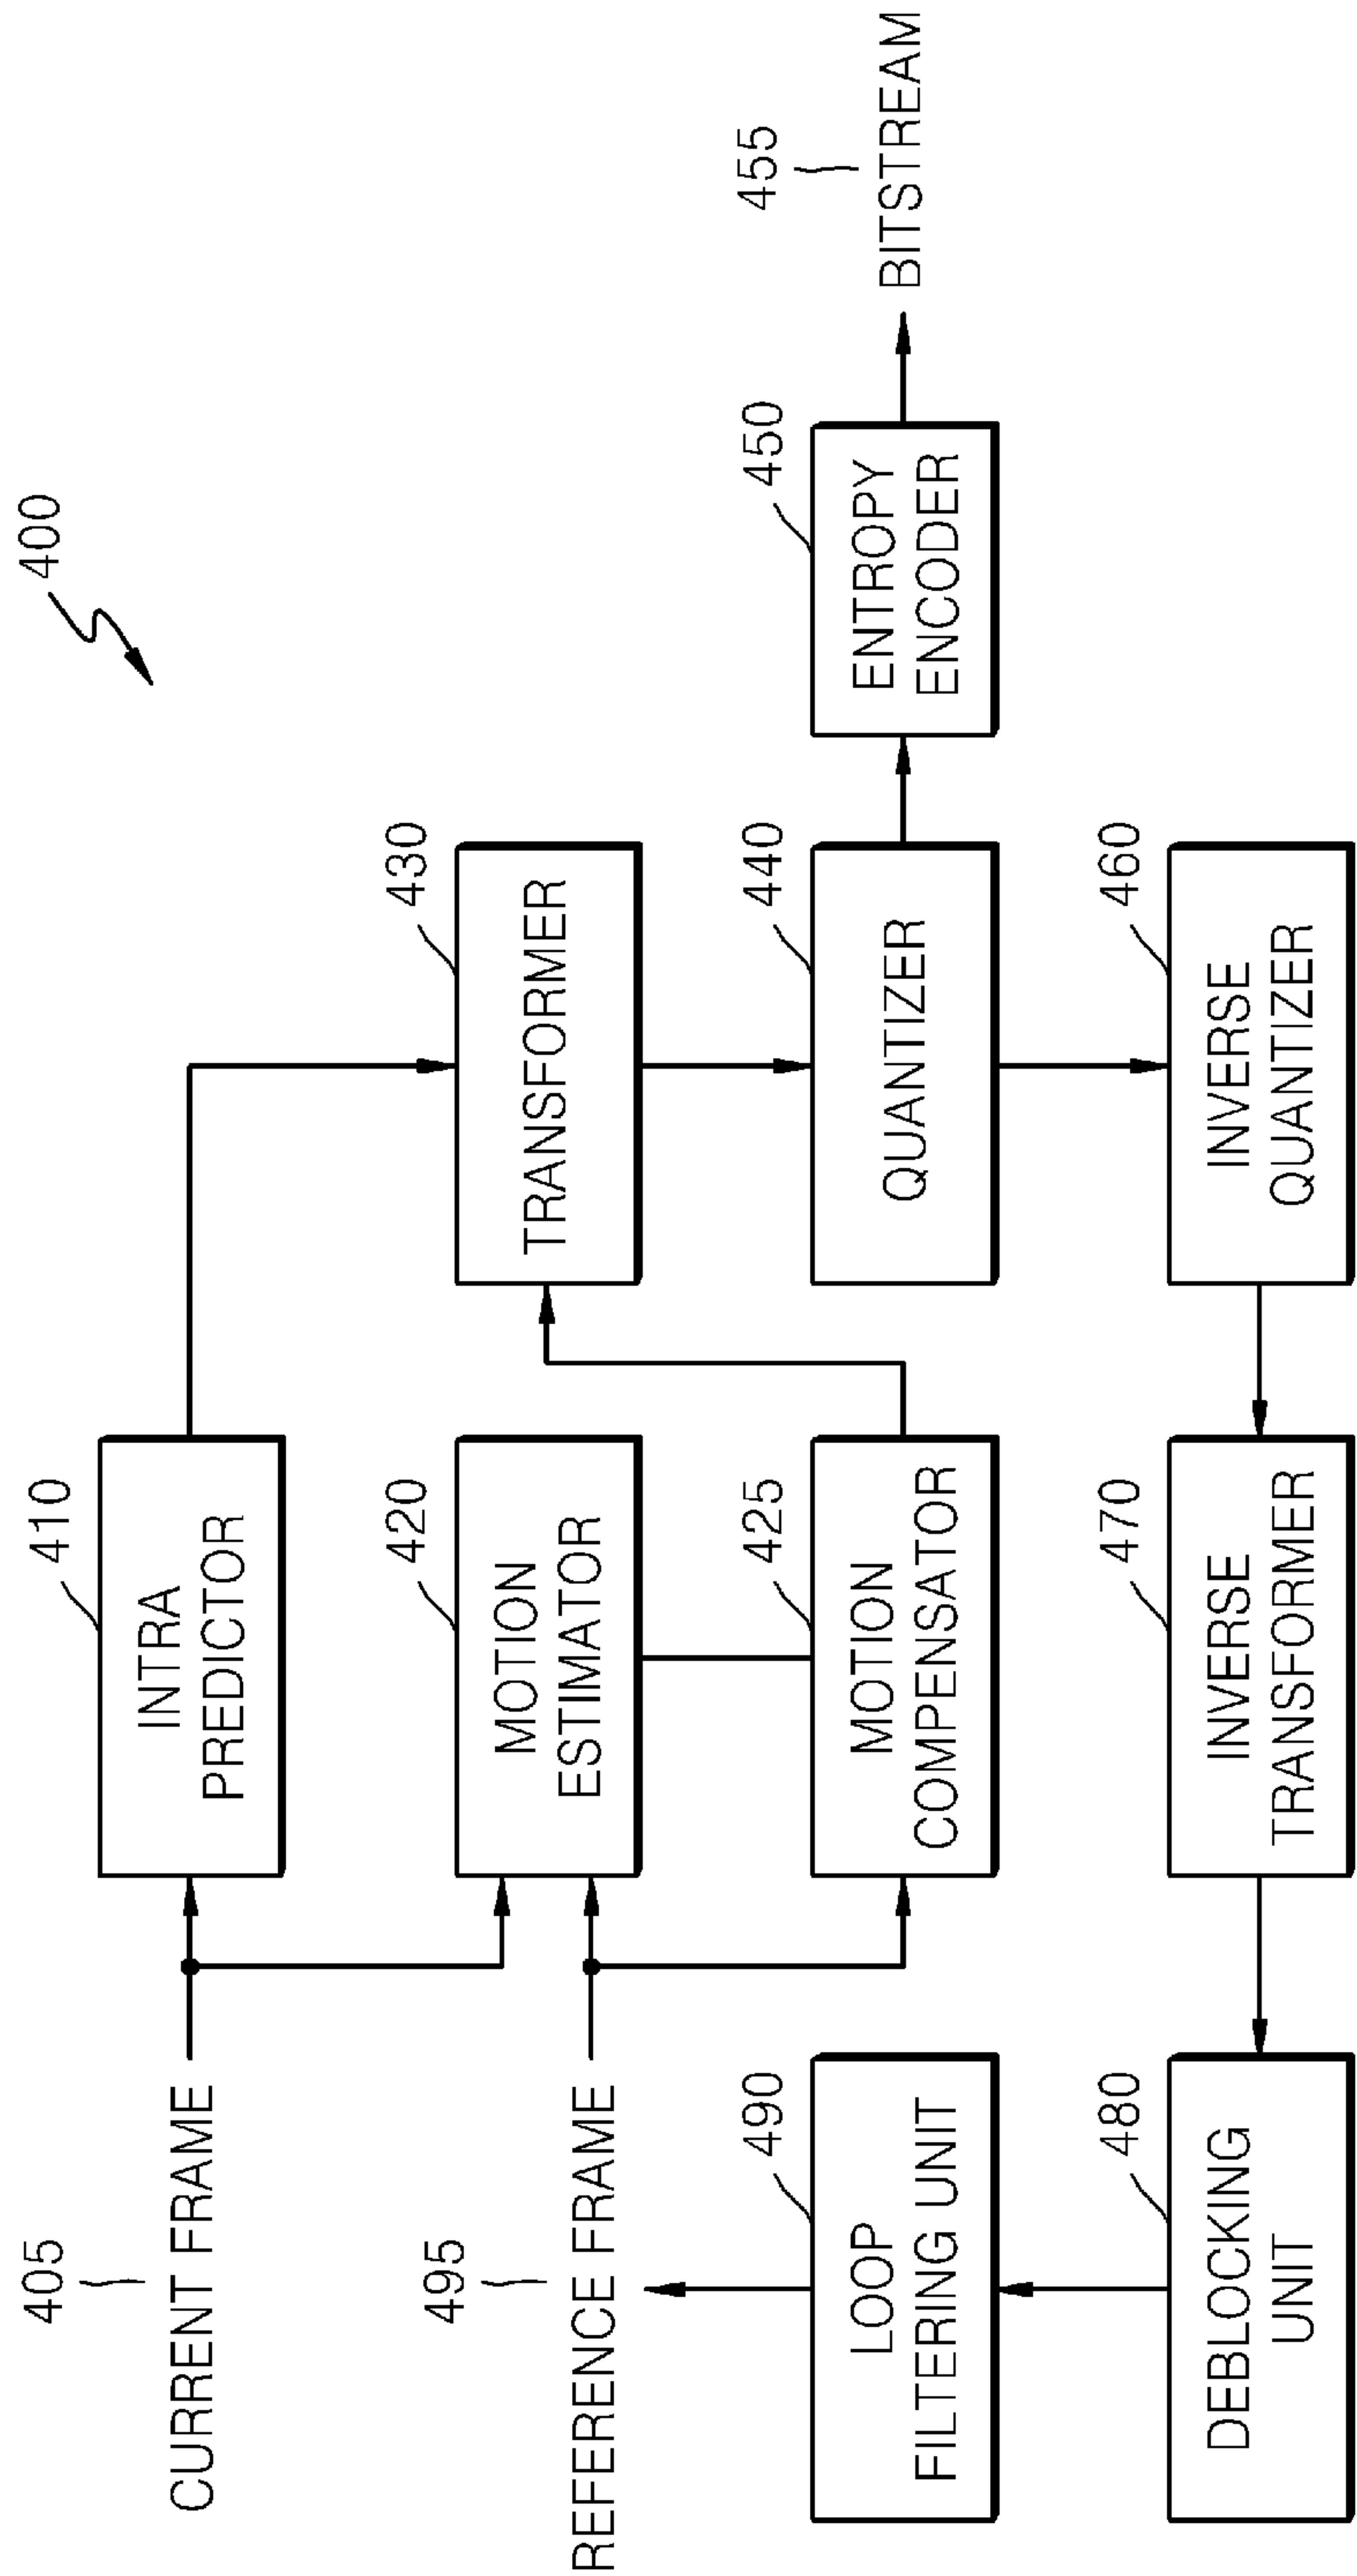 400
405
CURRENT FRAME
410
INTRA
PREDICTOR
495
REFERENCE FRAME
420
MOTION
ESTIMATOR
430
TRANSFORMER
490
LOOP
FILTERING UNIT
425
MOTION
COMPENSATOR
440
QUANTIZER
450
ENTROPY
ENCODER
455
BITSTREAM
480
DEBLOCKING
UNIT
470
INVERSE
TRANSFORMER
460
INVERSE
QUANTIZER